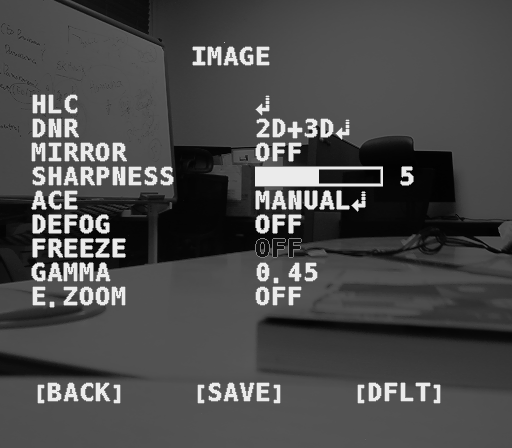 IMAGE
HLC ↲
DNR 2D+3D↲
MIRROR OFF
SHARPNESS 5
ACE MANUAL↲
DEFOG OFF
FREEZE OFF
GAMMA 0.45
E.ZOOM OFF
[BACK] [SAVE] [DFLT]